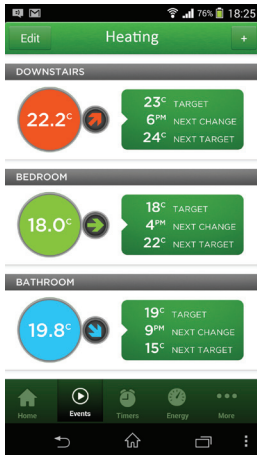 76% 18:25
Edit Heating +
DOWNSTAIRS
22.2c
23c TARGET
6PM NEXT CHANGE
24c NEXT TARGET
BEDROOM
18.0c
18c TARGET
4PM NEXT CHANGE
22c NEXT TARGET
BATHROOM
19.8c
19c TARGET
9PM NEXT CHANGE
15c NEXT TARGET
Home Events Timers Energy More